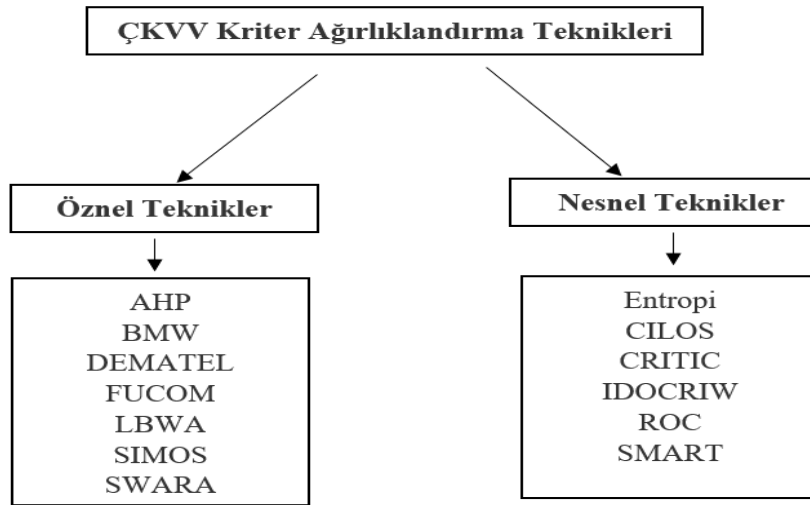 ÇKVV Kriter Ağırlıklandırma Teknikleri
Öznel Teknikler
AHP
BMW
DEMATEL
FUCOM
LBWA
SIMOS
SWARA
Nesnel Teknikler
Entropi
CILOS
CRITIC
IDOCRIW
ROC
SMART